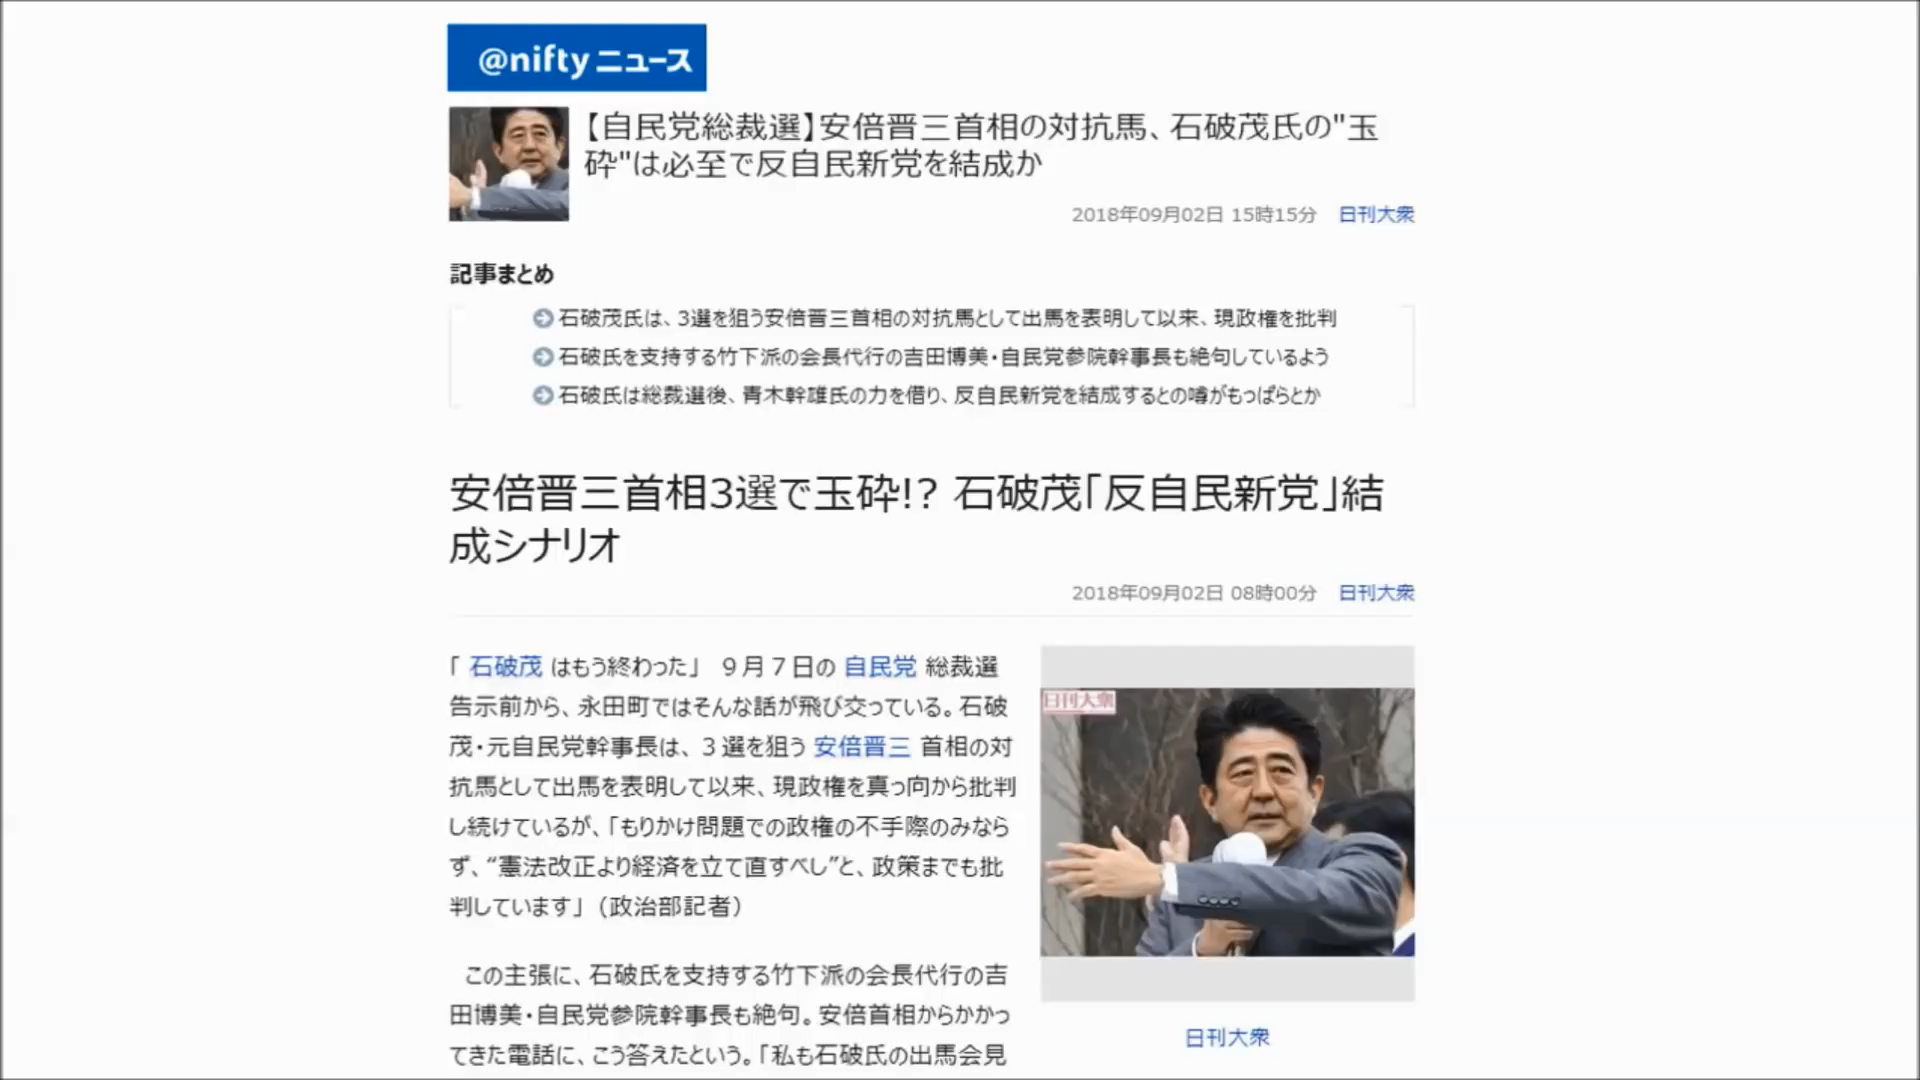 @nifty ニュース
【自民党総裁選】安倍晋三首相の対抗馬、石破茂氏の"玉
砕"は必至で反自民新党を結成か
2018年09月02日 15時15分 日刊大衆
記事まとめ
石破茂氏は、3選を狙う安倍晋三首相の対抗馬として出馬を表明して以来、現政権を批判
石破氏を支持する竹下派の会長代行の吉田博美・自民党参院幹事長も絶句しているよう
石破氏は総裁選後、青木幹雄氏の力を借り、反自民新党を結成するとの噂がもっぱらとか
安倍晋三首相3選で玉砕!? 石破茂「反自民新党」結
成シナリオ
2018年09月02日 08時00分 日刊大衆
「 石破茂 はもう終わった」 ９月７日の 自民党 総裁選
告示前から、永田町ではそんな話が飛び交っている。石破
茂・元自民党幹事長は、３選を狙う 安倍晋三 首相の対
抗馬として出馬を表明して以来、現政権を真っ向から批判
し続けているが、「もりかけ問題での政権の不手際のみなら
ず、“憲法改正より経済を立て直すべし”と、政策までも批
判しています」（政治部記者）
この主張に、石破氏を支持する竹下派の会長代行の吉
田博美・自民党参院幹事長も絶句。安倍首相からかかっ
てきた電話に、こう答えたという。「私も石破氏の出馬会見
日刊大衆
日刊大衆